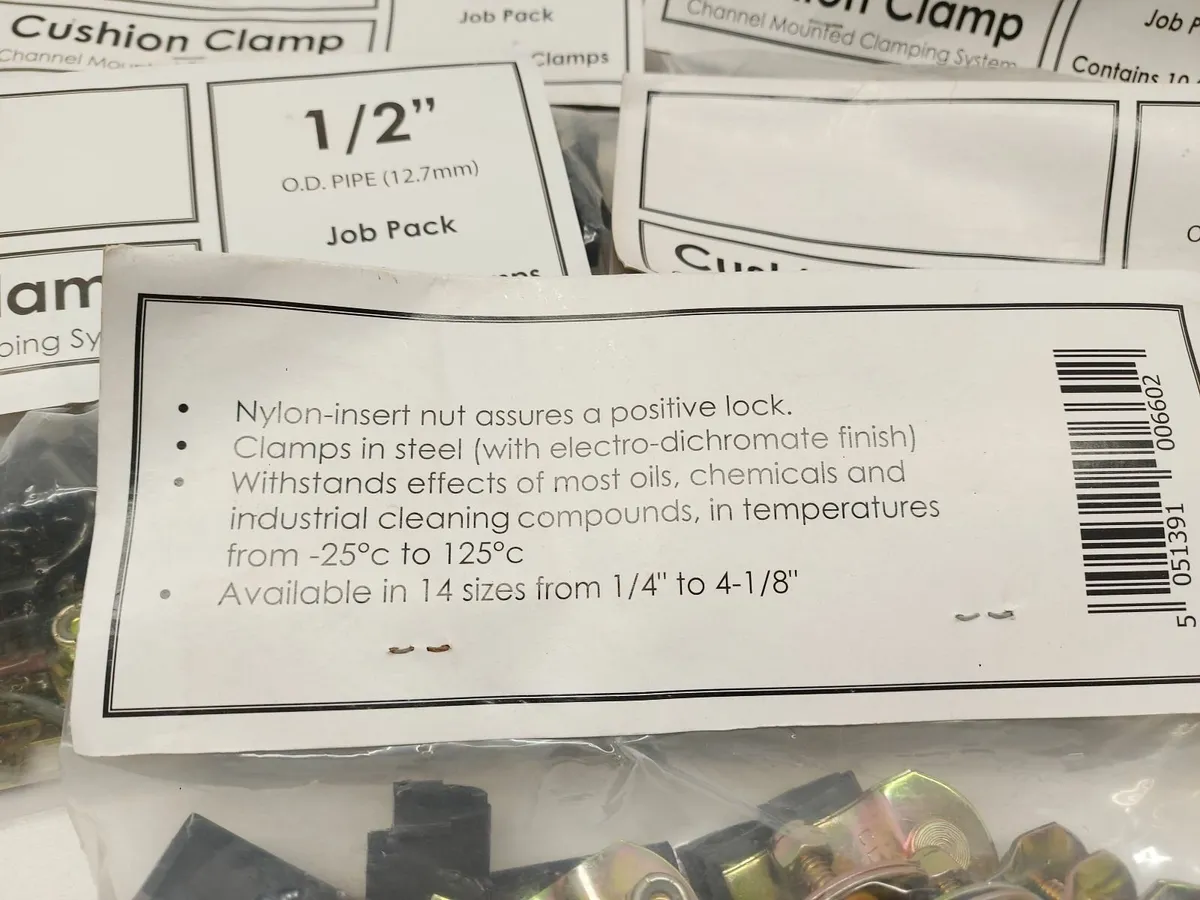 Cushion Clamp
Channel
Job Pack
Clamps
Clamp
Channel Mounted Clamping System
Job
Contains 10
1/2”
O.D. PIPE (12.7mm)
Job Pack
Nylon-insert nut assures a positive lock.
Clamps in steel (with electro-dichromate finish)
Withstands effects of most oils, chemicals and
industrial cleaning compounds, in temperatures
from -25°c to 125°c
Available in 14 sizes from 1/4" to 4-1/8"
5 051391 006602